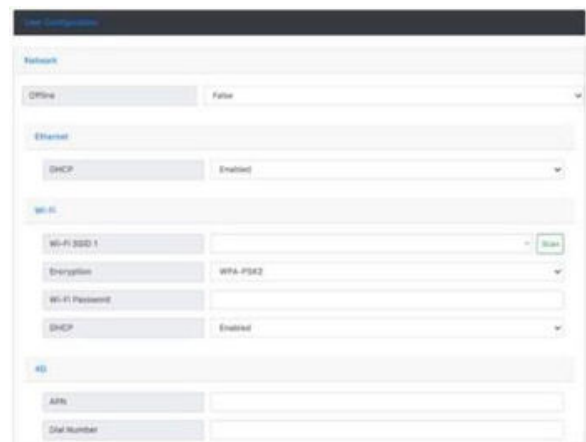 User Configuration
Network
Offline False
Ethernet
DHCP Enabled
Wi-Fi
Wi-Fi SSID 1 Scan
Encryption WPA-PSK2
Wi-Fi Password
DHCP Enabled
4G
APN
Dial Number